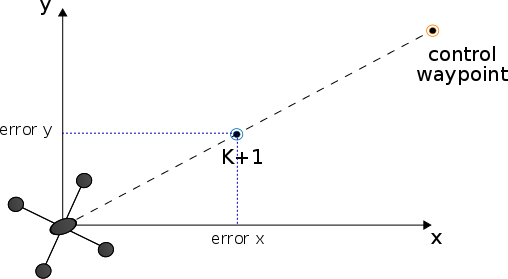 y
control
waypoint
error y
K+1
error x
x